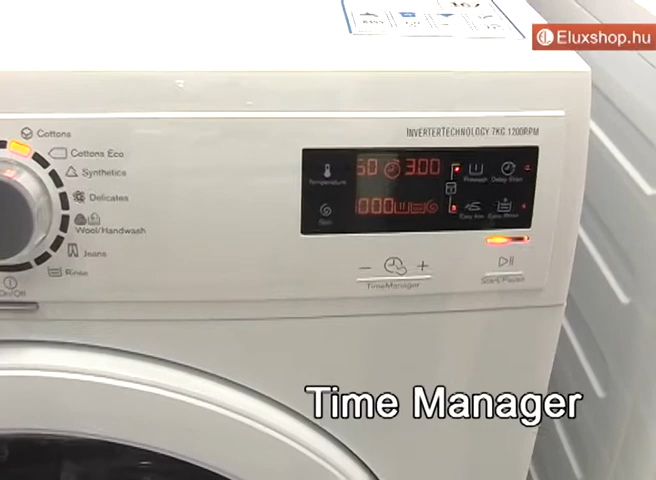 Eluxshop.hu
INVERTERTECHNOLOGY 7KG 1200RPM
Cottons
Cottons Eco
Synthetics
Delicates
Wool/Handwash
Jeans
Rinse
On/Off
Temperature
Spin
3.00
Prewash
Delay Start
Easy Iron
Extra Rinse
- +
TimeManager
Start/Pause
Time Manager